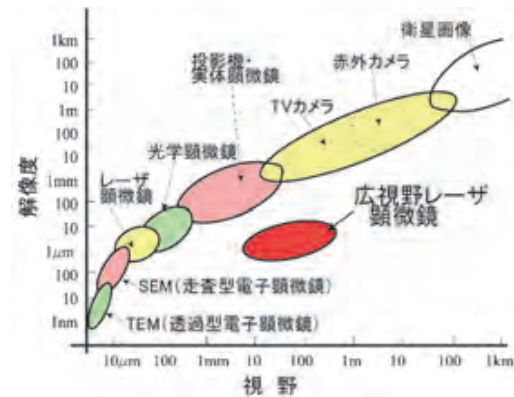 衛星画像
1km
100
投影機・
実体顕微鏡
赤外カメラ
10
1m
TVカメラ
100
光学顕微鏡
10
レーザ
顕微鏡
1mm
100
広視野レーザ
顕微鏡
10
1μm
100
SEM(走査型電子顕微鏡)
10
TEM(透過型電子顕微鏡)
1nm
解像度
10μm 100 1mm 10 100 1m 10 100 1km
視野